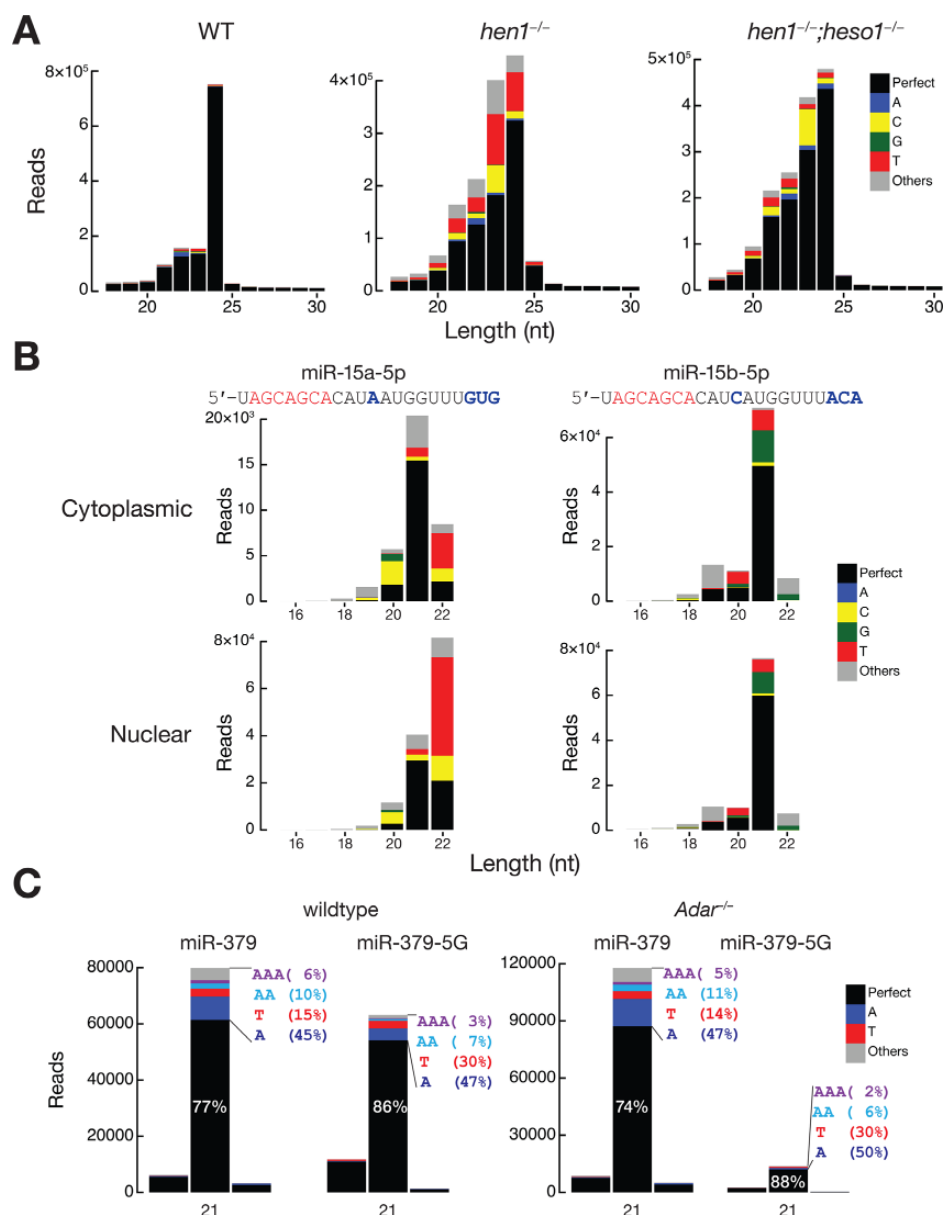 A
WT
hen1−/−
hen1−/−;heso1−/−
8×10⁵
6
4
2
0
Reads
20
25
30
4×10⁵
3
2
1
0
20
25
30
5×10⁵
4
3
2
1
0
20
25
30
Length (nt)
Perfect
A
C
G
T
Others
B
miR-15a-5p
5′-UAGCAGCACAUAAUGGUUUGUG
miR-15b-5p
5′-UAGCAGCACAUCAUGGUUUACA
Cytoplasmic
20×10³
15
10
5
0
Reads
16
18
20
22
6×10⁴
4
2
0
Reads
16
18
20
22
Perfect
A
C
G
T
Others
Nuclear
8×10⁴
6
4
2
0
Reads
16
18
20
22
8×10⁴
6
4
2
0
Reads
16
18
20
22
Length (nt)
C
wildtype
Adar−/−
miR-379
miR-379-5G
miR-379
miR-379-5G
80000
60000
40000
20000
0
Reads
AAA( 6%)
AA (10%)
T (15%)
A (45%)
77%
21
AAA( 3%)
AA ( 7%)
T (30%)
A (47%)
86%
21
120000
90000
60000
30000
0
AAA( 5%)
AA (11%)
T (14%)
A (47%)
74%
21
AAA( 2%)
AA ( 6%)
T (30%)
A (50%)
88%
21
Perfect
A
T
Others